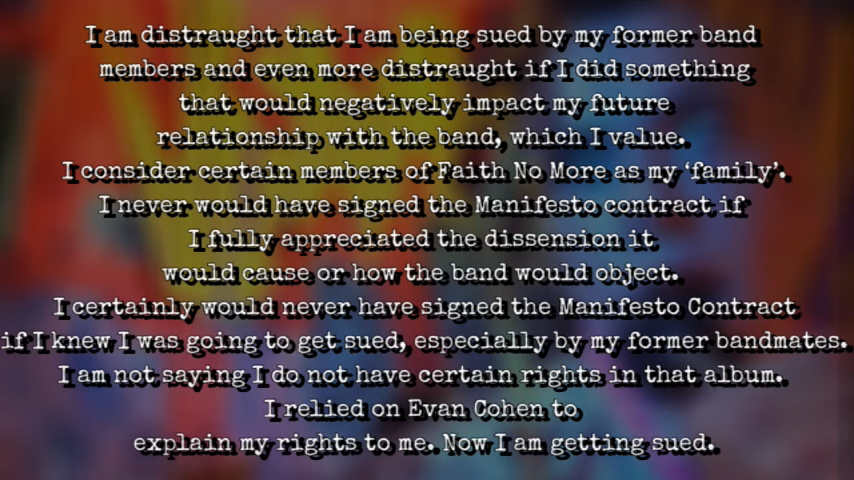 I am distraught that I am being sued by my former band
members and even more distraught if I did something
that would negatively impact my future
relationship with the band, which I value.
I consider certain members of Faith No More as my ‘family’.
I never would have signed the Manifesto contract if
I fully appreciated the dissension it
would cause or how the band would object.
I certainly would never have signed the Manifesto Contract
if I knew I was going to get sued, especially by my former bandmates.
I am not saying I do not have certain rights in that album.
I relied on Evan Cohen to
explain my rights to me. Now I am getting sued.